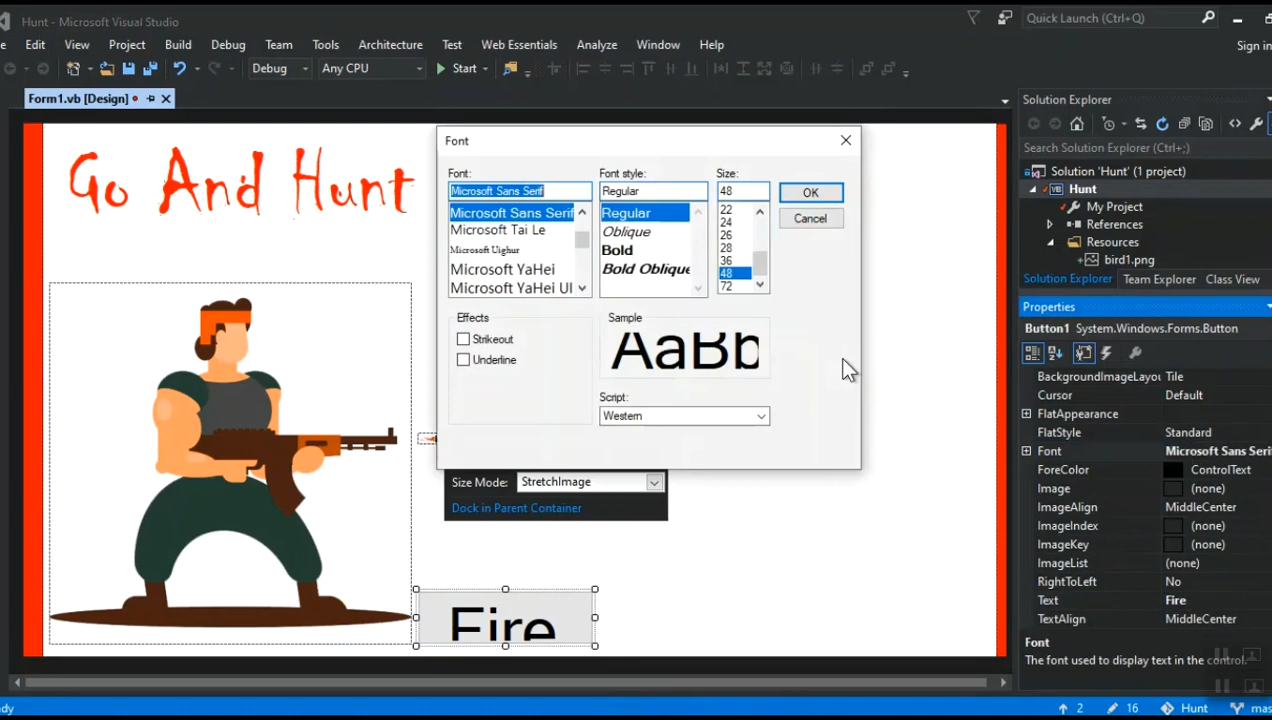 Hunt - Microsoft Visual Studio
Quick Launch (Ctrl+Q)
Edit View Project Build Debug Team Tools Architecture Test Web Essentials Analyze Window Help
Sign in
Debug Any CPU Start
Form1.vb [Design]
Go And Hunt
Font
Font:
Microsoft Sans Serif
Microsoft Sans Serif
Microsoft Tai Le
Microsoft Uighur
Microsoft YaHei
Microsoft YaHei UI
Font style:
Regular
Regular
Oblique
Bold
Bold Oblique
Size:
48
22
24
26
28
36
48
72
OK
Cancel
Effects
Strikeout
Underline
Sample
AaBb
Script:
Western
Size Mode: StretchImage
Dock in Parent Container
Fire
Solution Explorer
Search Solution Explorer (Ctrl+;)
Solution 'Hunt' (1 project)
VB Hunt
My Project
References
Resources
bird1.png
Solution Explorer Team Explorer Class View
Properties
Button1 System.Windows.Forms.Button
BackgroundImageLayou Tile
Cursor Default
FlatAppearance
FlatStyle Standard
Font Microsoft Sans Seri
ForeColor ControlText
Image (none)
ImageAlign MiddleCenter
ImageIndex (none)
ImageKey (none)
ImageList (none)
RightToLeft No
Text Fire
TextAlign MiddleCenter
Font
The font used to display text in the control.
dy
2 16 Hunt mas